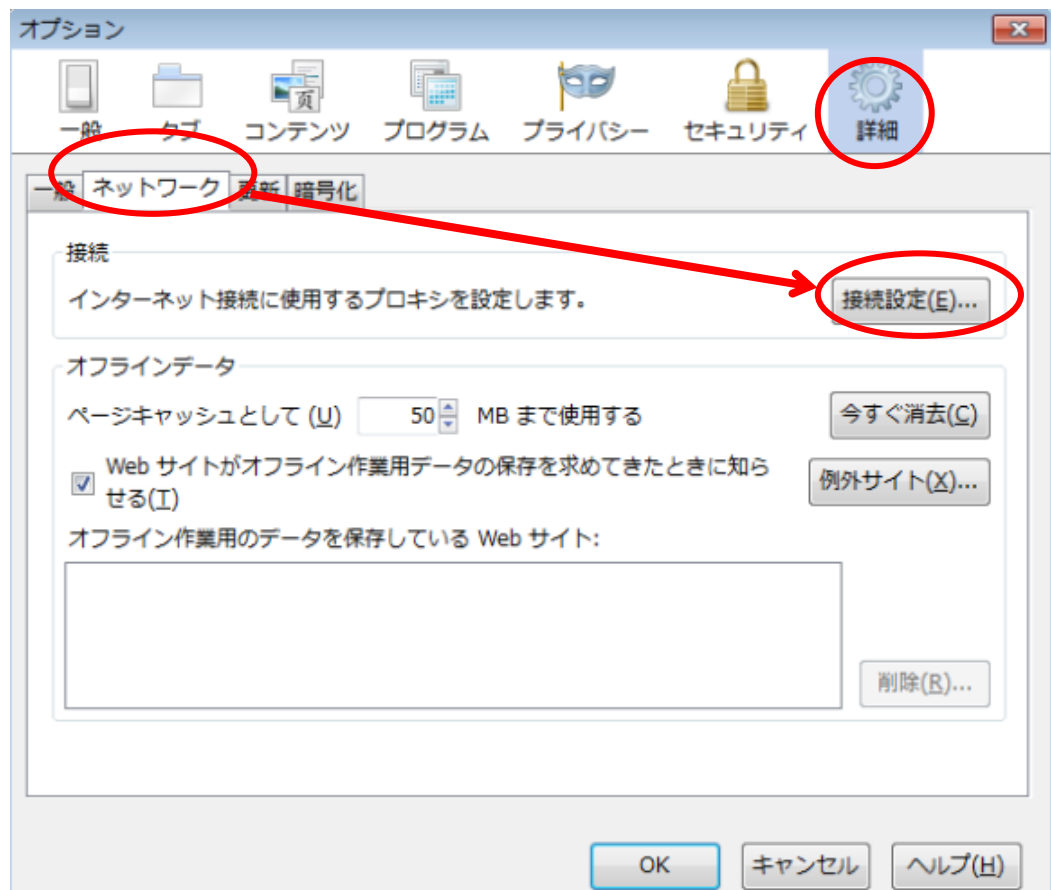 オプション
一般 タブ コンテンツ プログラム プライバシー セキュリティ 詳細
一般 ネットワーク 更新 暗号化
接続
インターネット接続に使用するプロキシを設定します。 接続設定(E)...
オフラインデータ
ページキャッシュとして (U) 50 MB まで使用する 今すぐ消去(C)
Web サイトがオフライン作業用データの保存を求めてきたときに知ら
せる(T)
例外サイト(X)...
オフライン作業用のデータを保存している Web サイト:
削除(R)...
OK キャンセル ヘルプ(H)